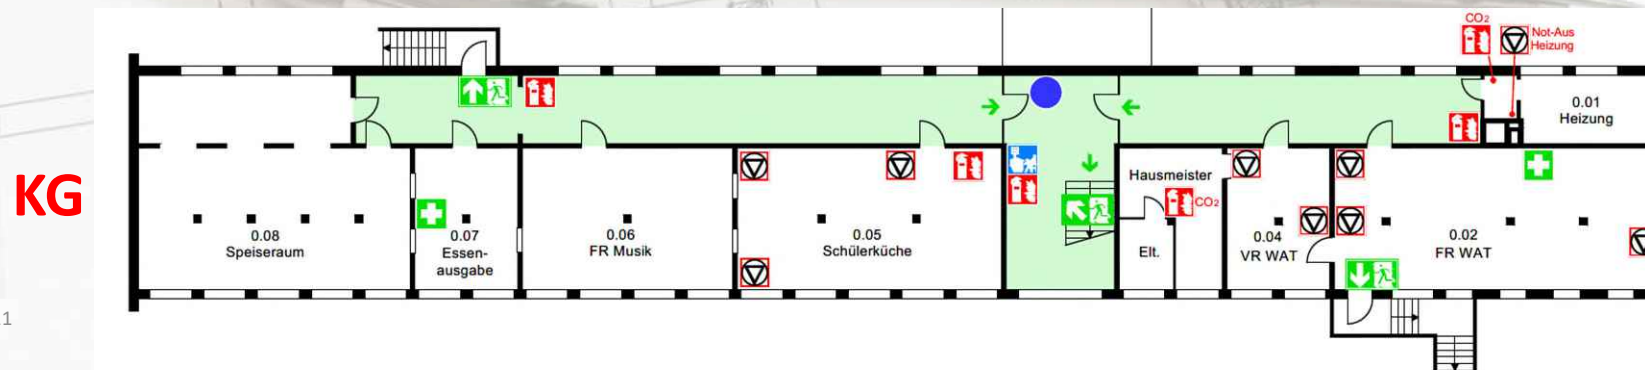 CO₂
Not-Aus
Heizung
0.01
Heizung
KG
Hausmeister
CO₂
0.08
Speiseraum
0.07
Essen-
ausgabe
0.06
FR Musik
0.05
Schülerküche
Elt.
0.04
VR WAT
0.02
FR WAT
1